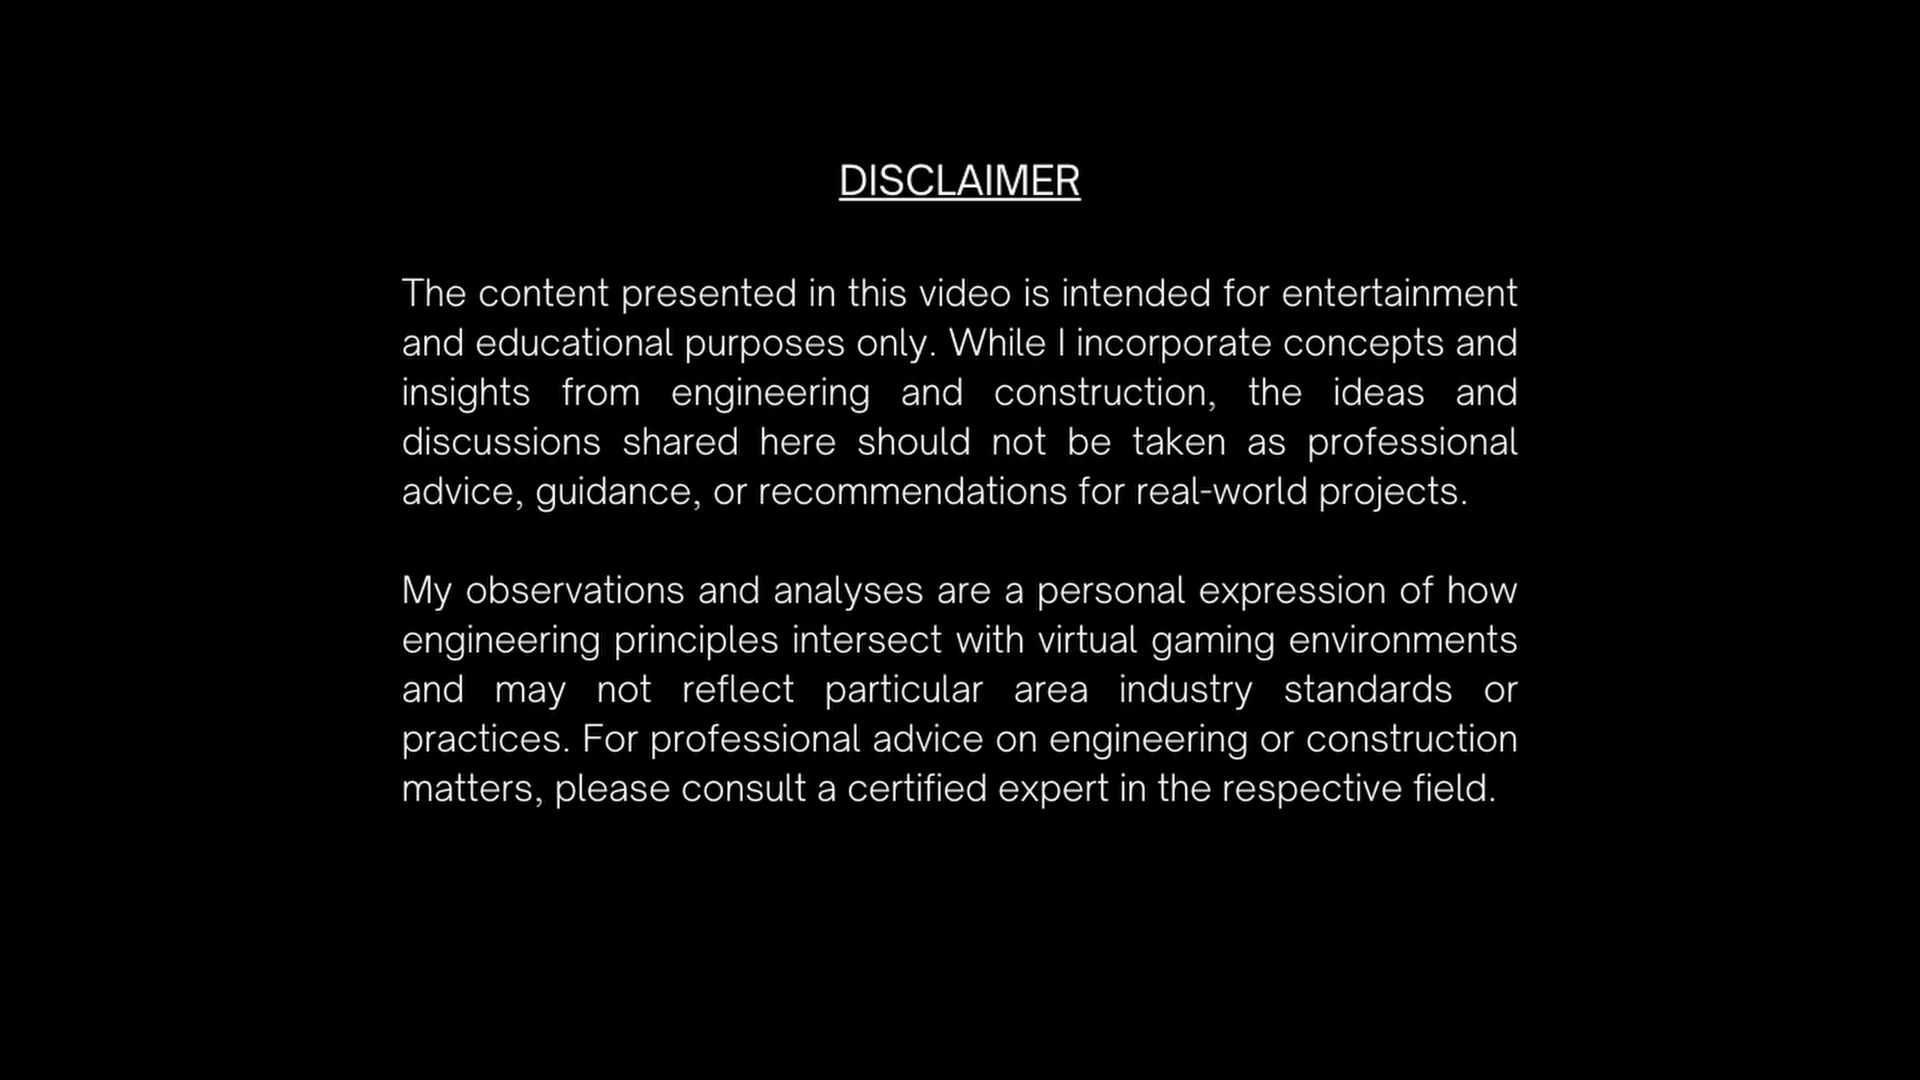 DISCLAIMER
The content presented in this video is intended for entertainment
and educational purposes only. While I incorporate concepts and
insights from engineering and construction, the ideas and
discussions shared here should not be taken as professional
advice, guidance, or recommendations for real-world projects.
My observations and analyses are a personal expression of how
engineering principles intersect with virtual gaming environments
and may not reflect particular area industry standards or
practices. For professional advice on engineering or construction
matters, please consult a certified expert in the respective field.